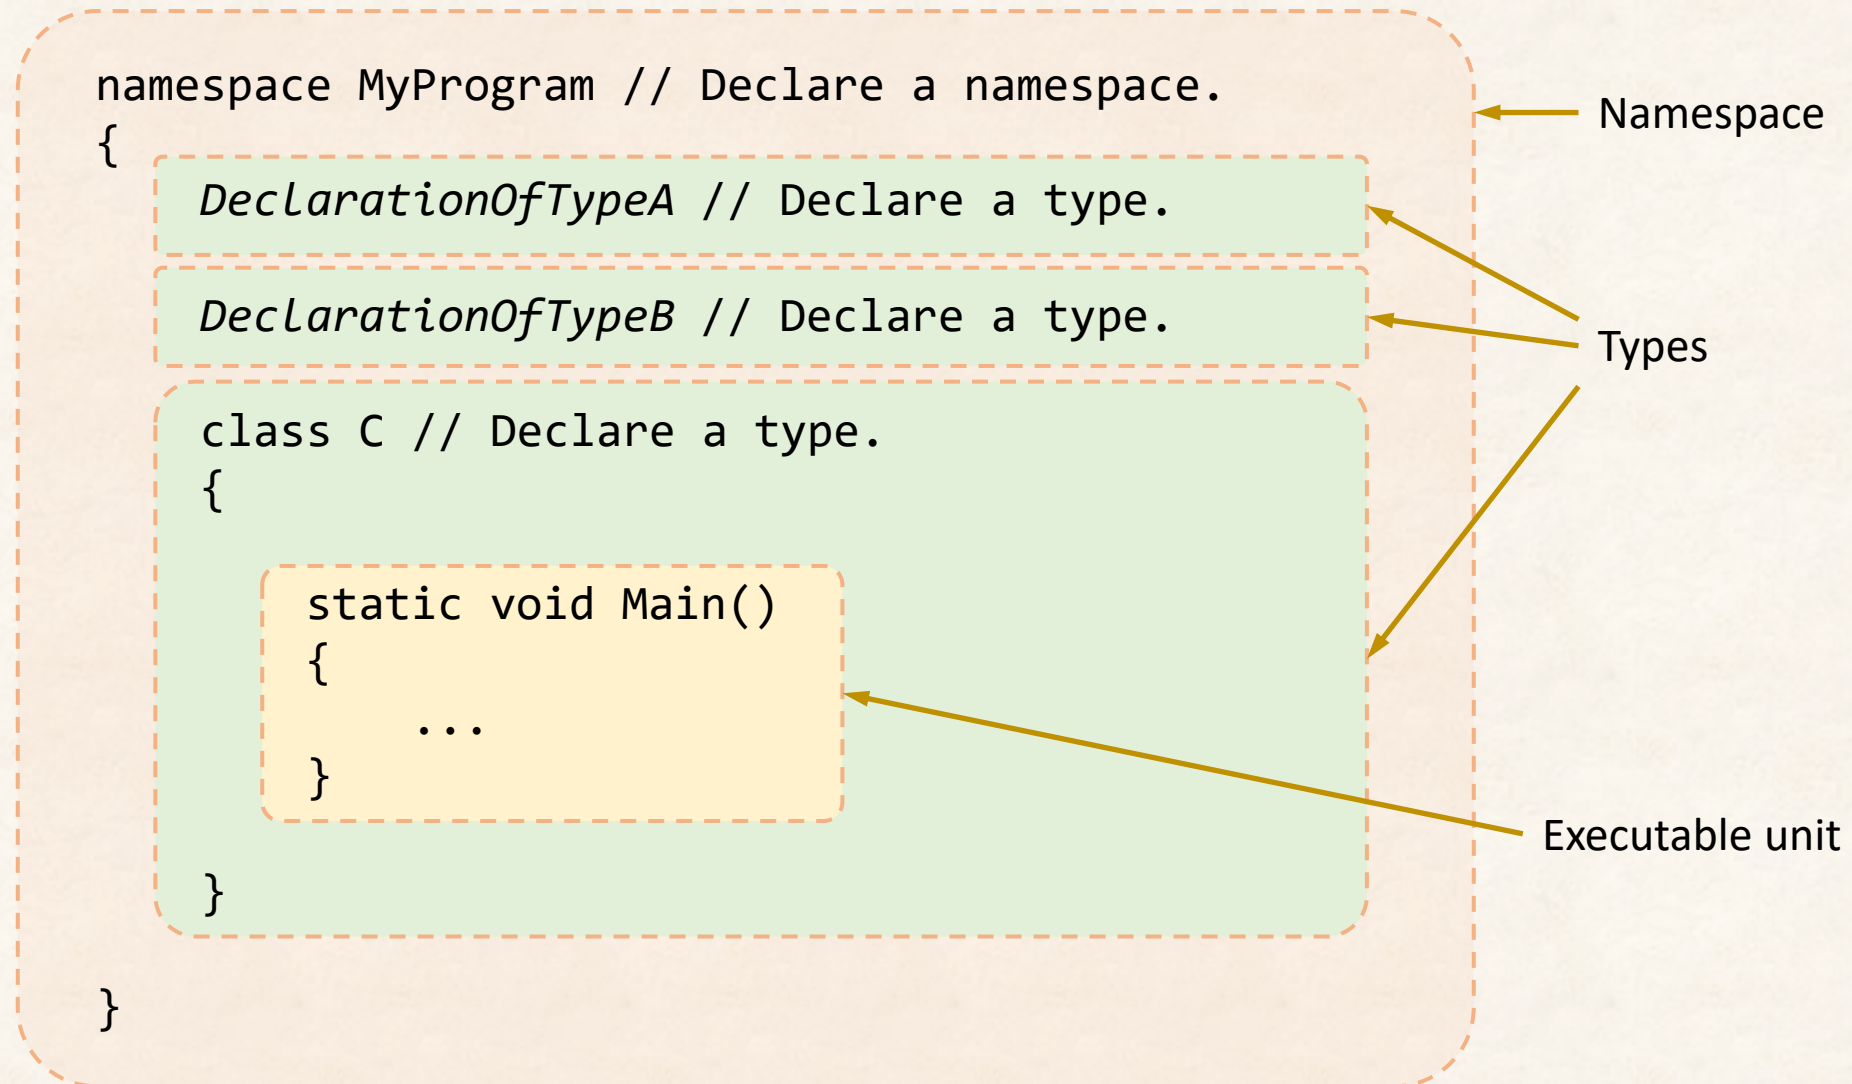 namespace MyProgram // Declare a namespace.
{
DeclarationOfTypeA // Declare a type.
DeclarationOfTypeB // Declare a type.
class C // Declare a type.
{
static void Main()
{
...
}
}
}
Namespace
Types
Executable unit